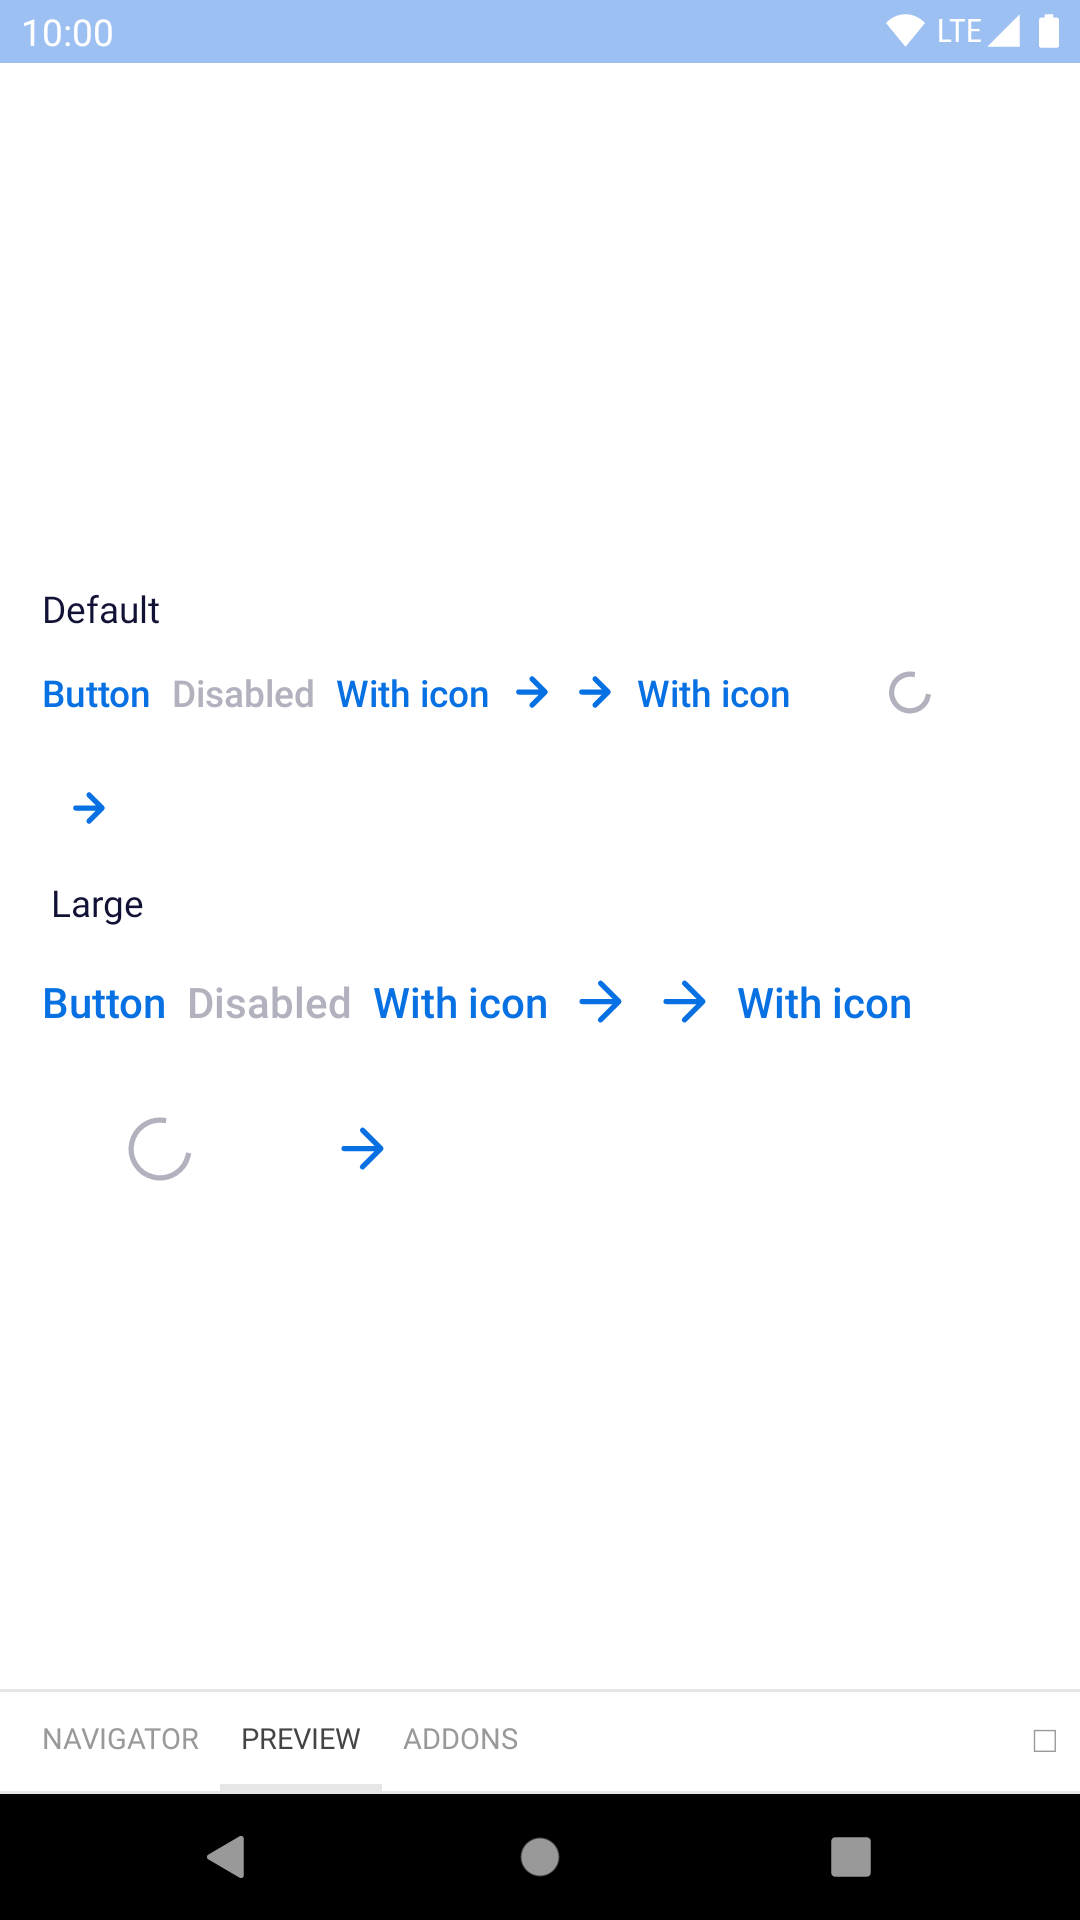 10:00 LTE
Default
Button Disabled With icon With icon
Large
Button Disabled With icon With icon
NAVIGATOR PREVIEW ADDONS